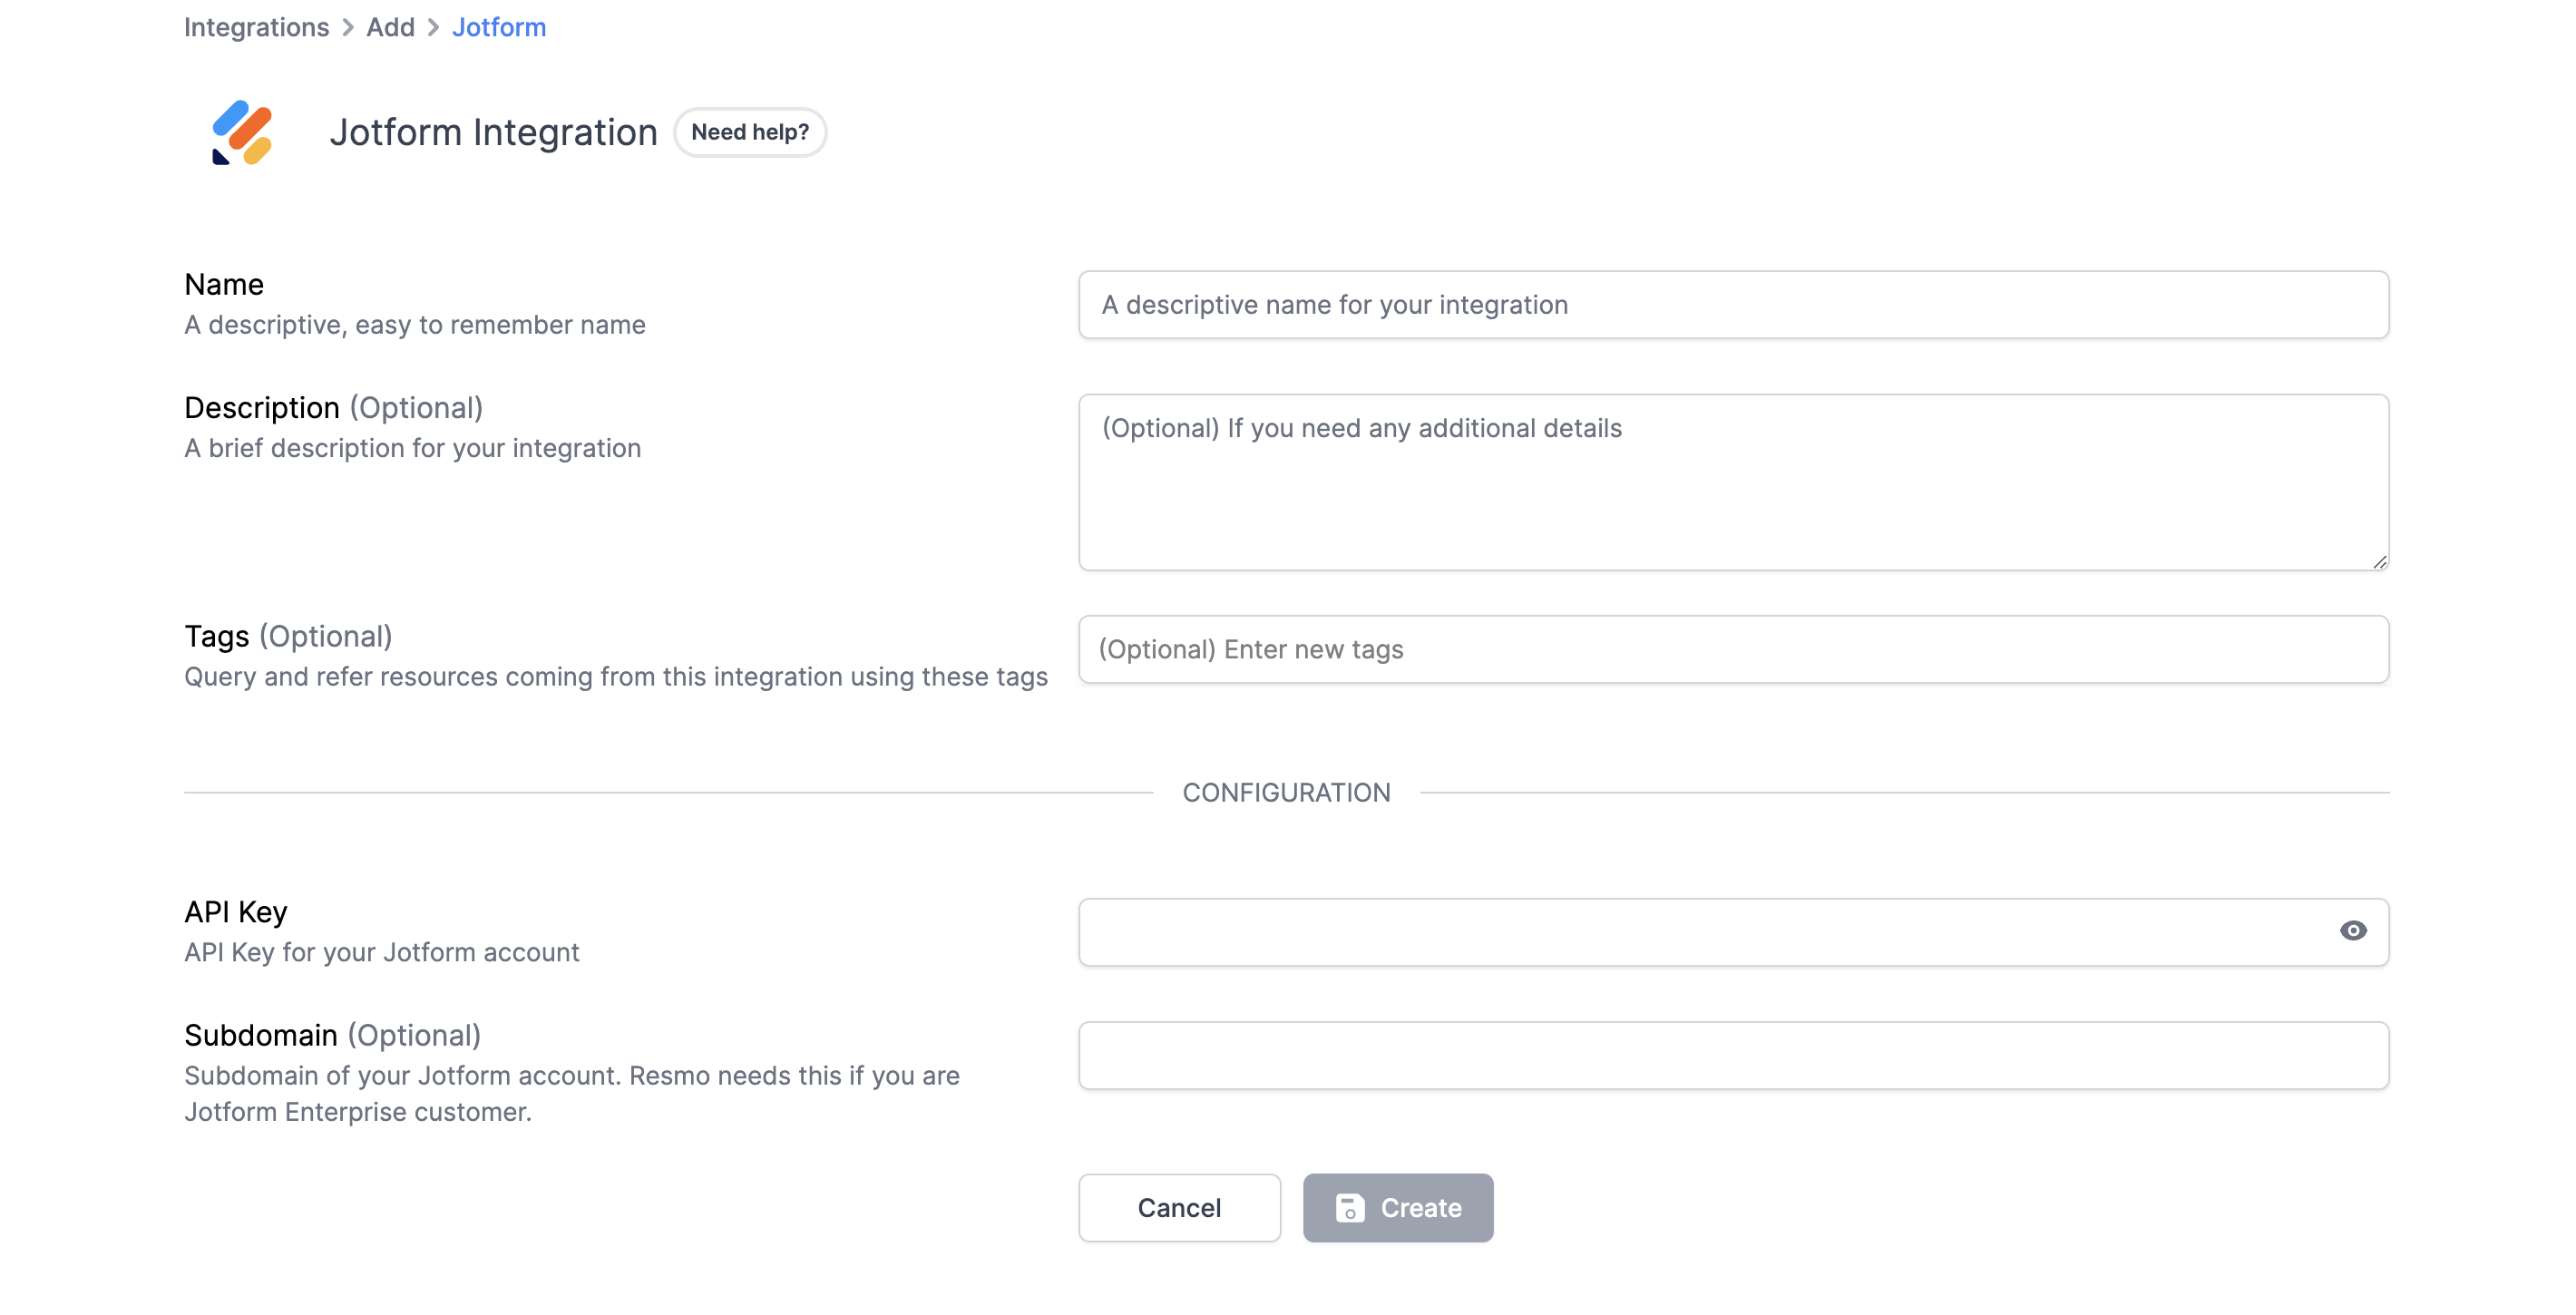 Integrations > Add > Jotform
Jotform Integration Need help?
Name
A descriptive, easy to remember name
A descriptive name for your integration
Description (Optional)
A brief description for your integration
(Optional) If you need any additional details
Tags (Optional)
Query and refer resources coming from this integration using these tags
(Optional) Enter new tags
CONFIGURATION
API Key
API Key for your Jotform account
Subdomain (Optional)
Subdomain of your Jotform account. Resmo needs this if you are
Jotform Enterprise customer.
Cancel Create